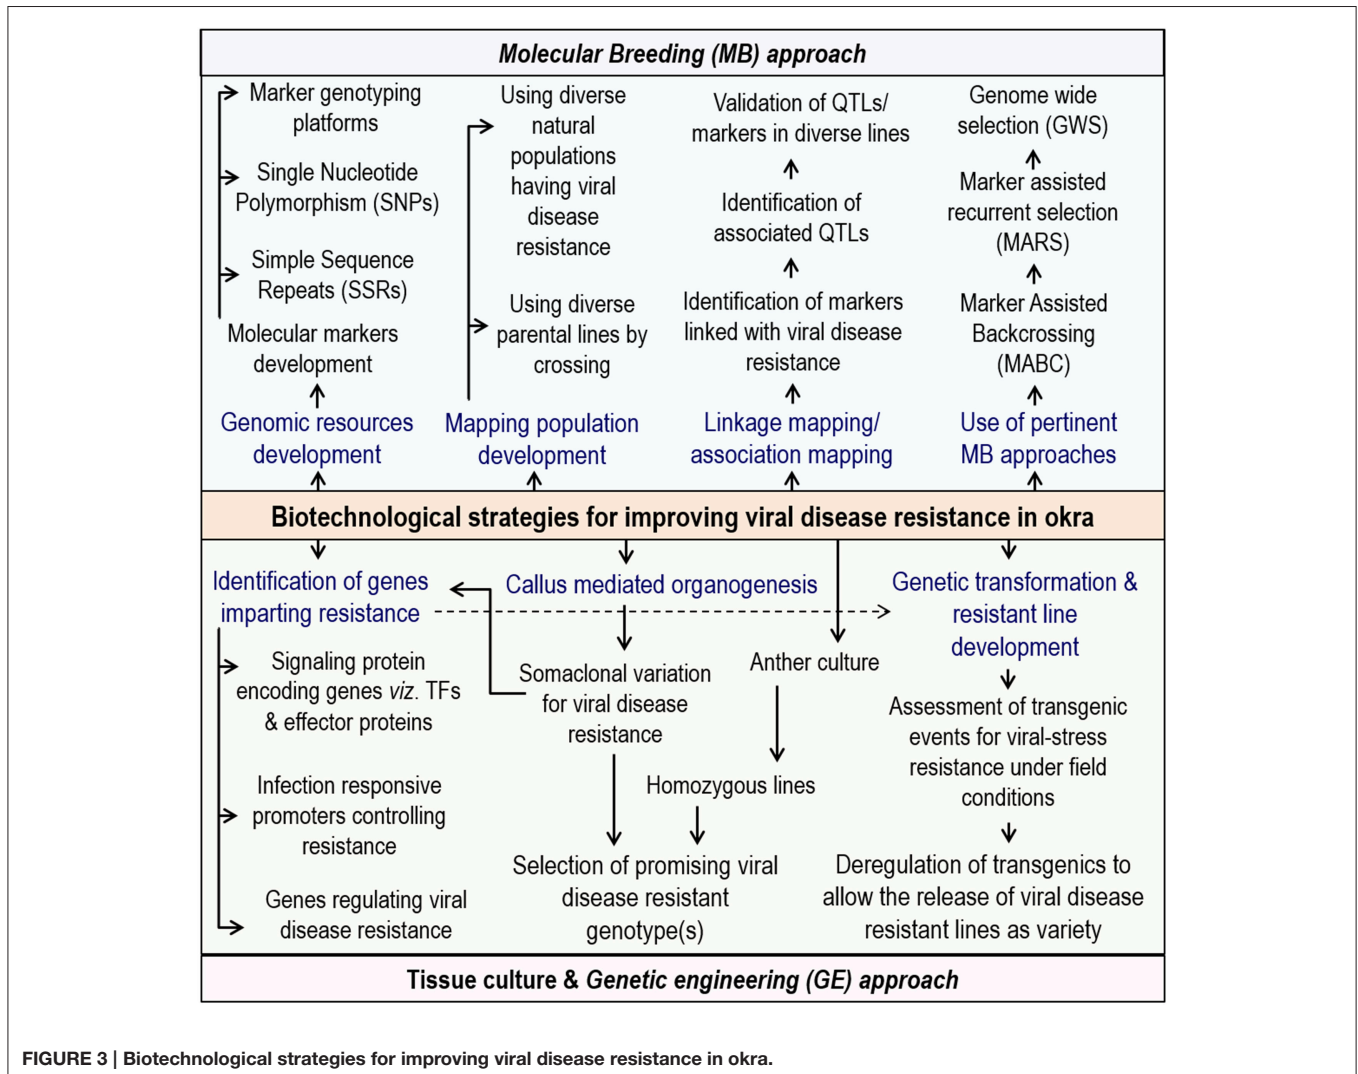 Molecular Breeding (MB) approach
Marker genotyping
platforms
Single Nucleotide
Polymorphism (SNPs)
Simple Sequence
Repeats (SSRs)
Molecular markers
development
Genomic resources
development
Using diverse
natural
populations
having viral
disease
resistance
Using diverse
parental lines by
crossing
Mapping population
development
Validation of QTLs/
markers in diverse lines
Identification of
associated QTLs
Identification of markers
linked with viral disease
resistance
Linkage mapping/
association mapping
Genome wide
selection (GWS)
Marker assisted
recurrent selection
(MARS)
Marker Assisted
Backcrossing
(MABC)
Use of pertinent
MB approaches
Biotechnological strategies for improving viral disease resistance in okra
Identification of genes
imparting resistance
Signaling protein
encoding genes viz. TFs
& effector proteins
Infection responsive
promoters controlling
resistance
Genes regulating viral
disease resistance
Callus mediated organogenesis
Somaclonal variation
for viral disease
resistance
Anther culture
Homozygous lines
Selection of promising viral
disease resistant
genotype(s)
Genetic transformation &
resistant line
development
Assessment of transgenic
events for viral-stress
resistance under field
conditions
Deregulation of transgenics to
allow the release of viral disease
resistant lines as variety
Tissue culture & Genetic engineering (GE) approach
FIGURE 3 | Biotechnological strategies for improving viral disease resistance in okra.